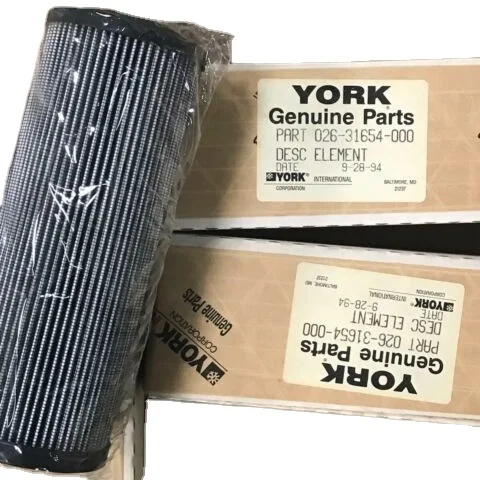 YORK
Genuine Parts
PART 026-31654-000
DESC ELEMENT
DATE 9-28-94
YORK® INTERNATIONAL
CORPORATION
BALTIMORE, MD
21237
YORK
CORPORATION
Genuine Parts
YORK
Genuine Parts
PART 026-31654-000
DESC ELEMENT
DATE
9-28-94
YORK® INTERNATIONAL
CORPORATION
BALTIMORE, MD
21237